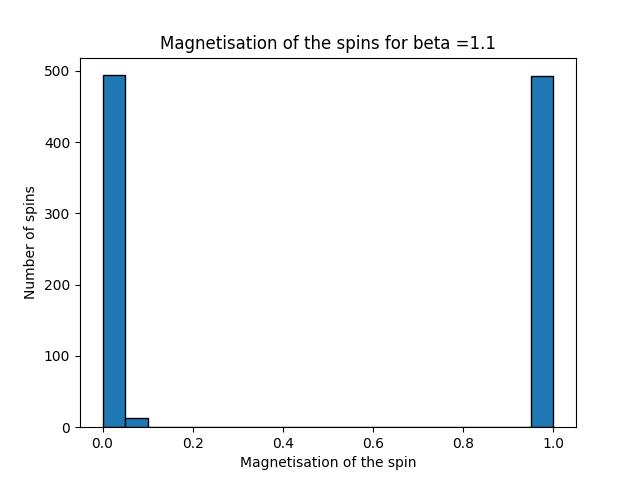 Magnetisation of the spins for beta =1.1
500
400
300
200
100
0
Number of spins
0.0 0.2 0.4 0.6 0.8 1.0
Magnetisation of the spin